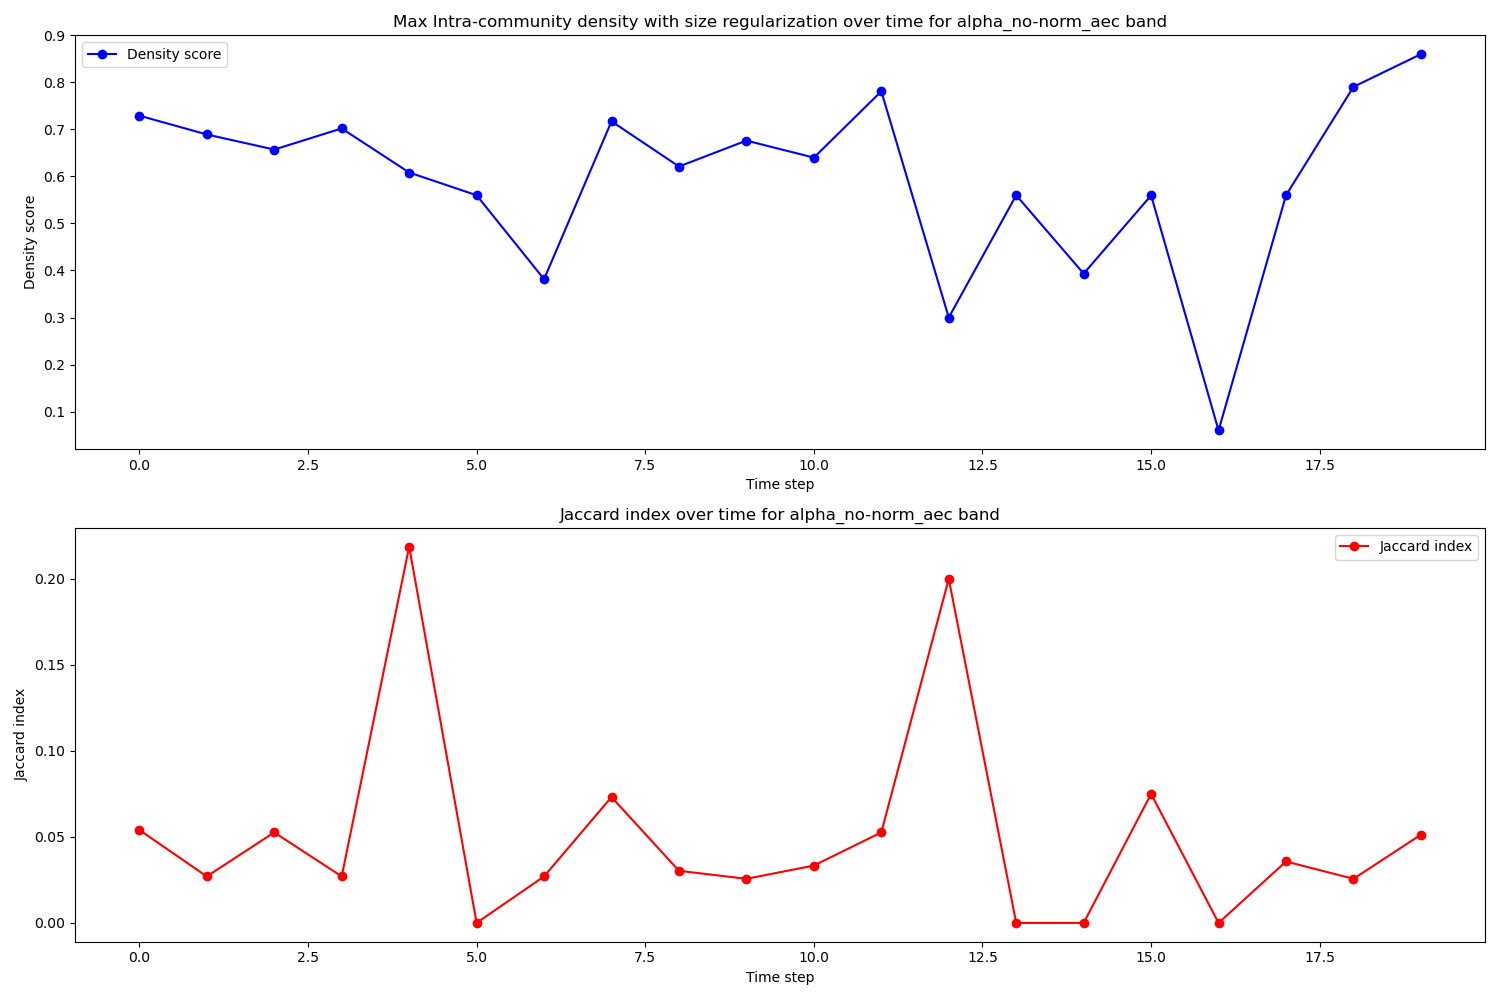 Max Intra-community density with size regularization over time for alpha_no-norm_aec band
Density score
0.9
0.8
0.7
0.6
0.5
0.4
0.3
0.2
0.1
Density score
0.0 2.5 5.0 7.5 10.0 12.5 15.0 17.5
Time step
Jaccard index over time for alpha_no-norm_aec band
Jaccard index
0.20
0.15
0.10
0.05
0.00
Jaccard index
0.0 2.5 5.0 7.5 10.0 12.5 15.0 17.5
Time step